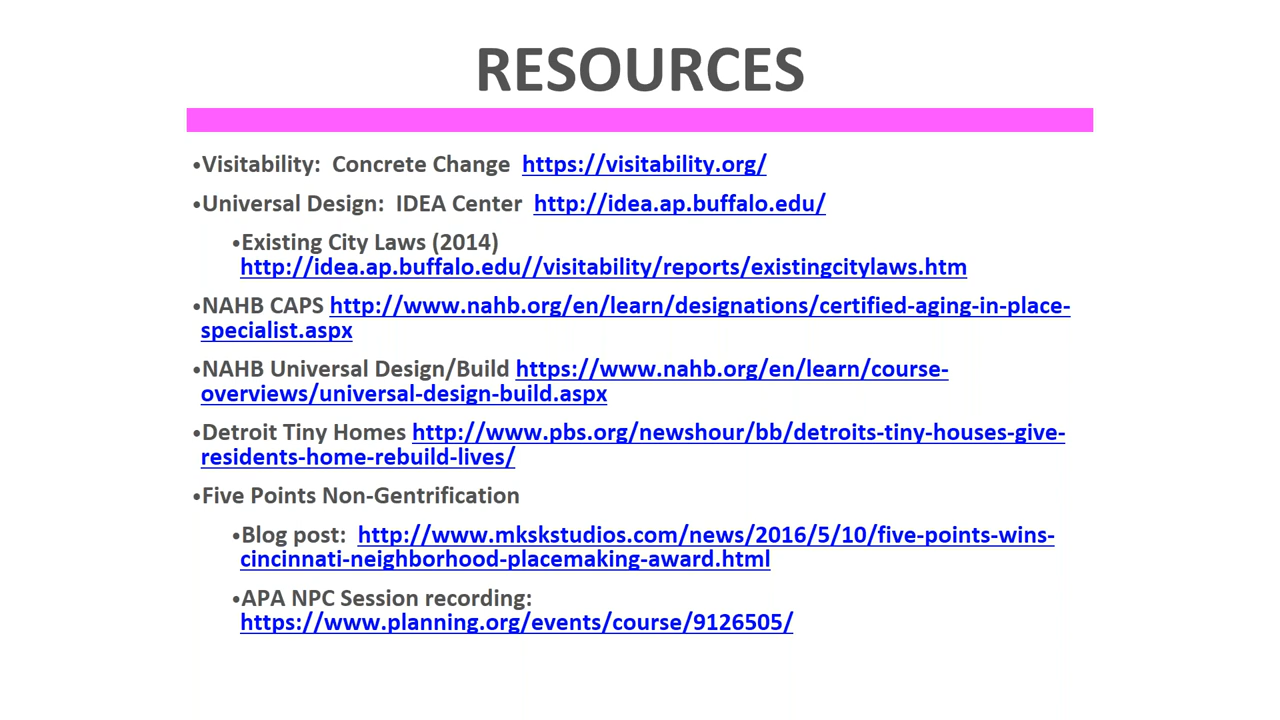 RESOURCES
•Visitability:  Concrete Change  https://visitability.org/
•Universal Design:  IDEA Center  http://idea.ap.buffalo.edu/
•Existing City Laws (2014)
http://idea.ap.buffalo.edu//visitability/reports/existingcitylaws.htm
•NAHB CAPS http://www.nahb.org/en/learn/designations/certified-aging-in-place-
specialist.aspx
•NAHB Universal Design/Build https://www.nahb.org/en/learn/course-
overviews/universal-design-build.aspx
•Detroit Tiny Homes http://www.pbs.org/newshour/bb/detroits-tiny-houses-give-
residents-home-rebuild-lives/
•Five Points Non-Gentrification
•Blog post:  http://www.mkskstudios.com/news/2016/5/10/five-points-wins-
cincinnati-neighborhood-placemaking-award.html
•APA NPC Session recording:
https://www.planning.org/events/course/9126505/